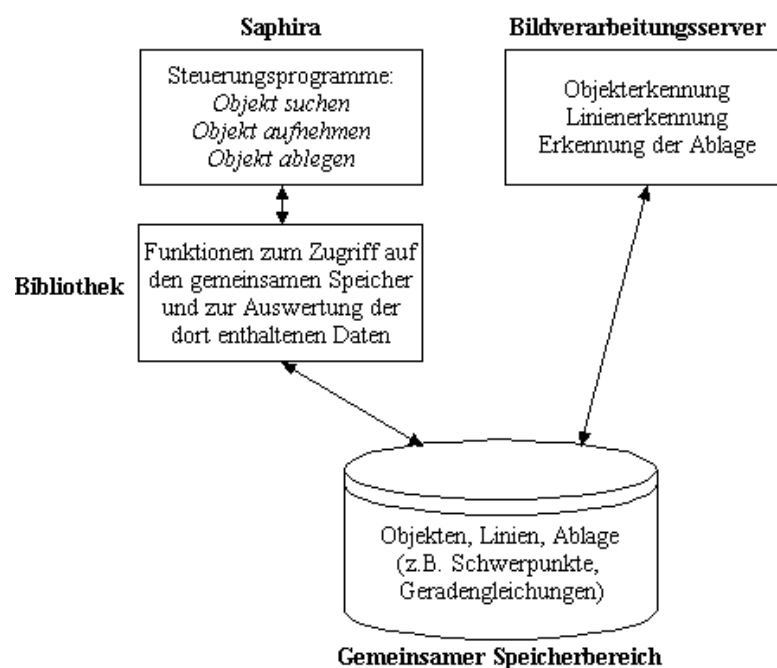 Saphira
Steuerungsprogramme:
Objekt suchen
Objekt aufnehmen
Objekt ablegen
Bildverarbeitungsserver
Objekterkennung
Linienerkennung
Erkennung der Ablage
Bibliothek
Funktionen zum Zugriff auf
den gemeinsamen Speicher
und zur Auswertung der
dort enthaltenen Daten
Objekten, Linien, Ablage
(z.B. Schwerpunkte,
Geradengleichungen)
Gemeinsamer Speicherbereich